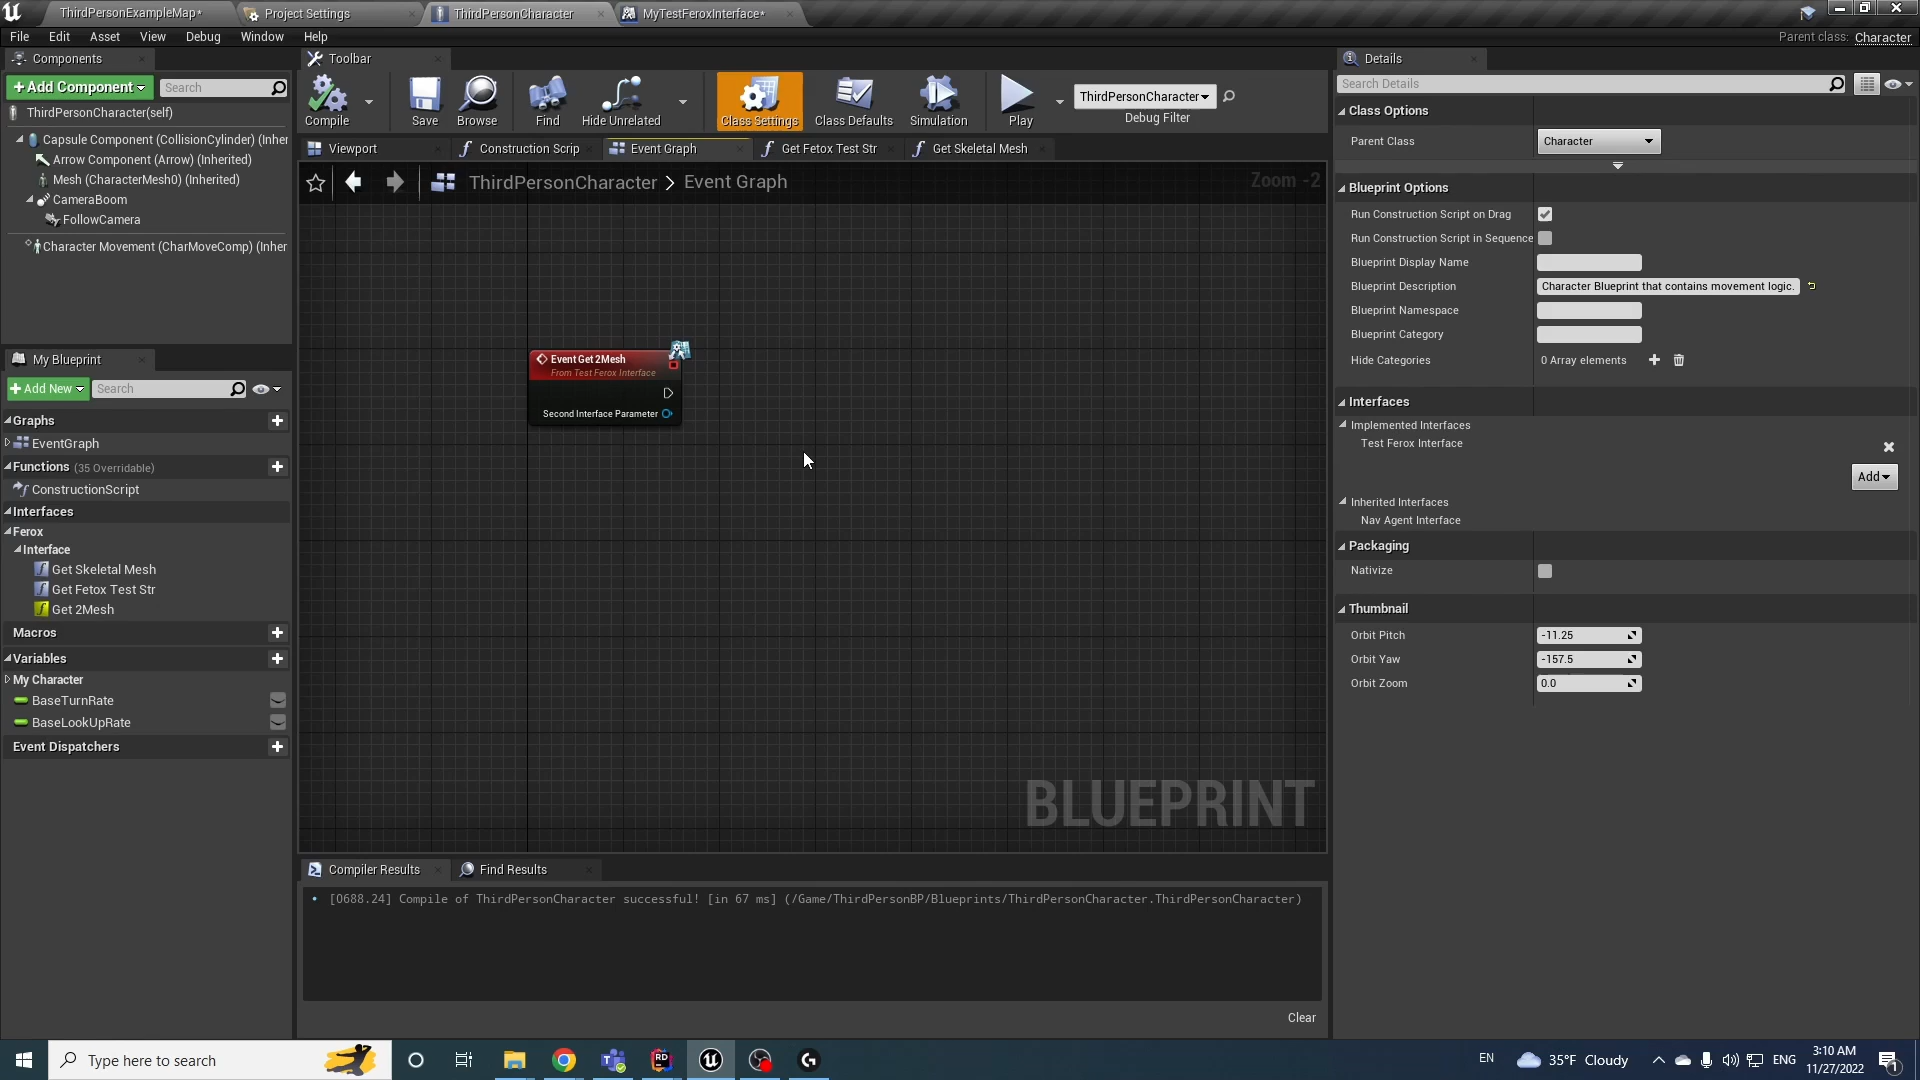 ThirdPersonExampleMap*
Project Settings
ThirdPersonCharacter
MyTestFeroxInterface*
File Edit Asset View Debug Window Help
Parent class: Character
Components
+Add Component
Search
ThirdPersonCharacter(self)
Capsule Component (CollisionCylinder) (Inher
Arrow Component (Arrow) (Inherited)
Mesh (CharacterMesh0) (Inherited)
CameraBoom
FollowCamera
Character Movement (CharMoveComp) (Inher
My Blueprint
+Add New
Search
Graphs
EventGraph
Functions (35 Overridable)
ConstructionScript
Interfaces
Ferox
Interface
Get Skeletal Mesh
Get Fetox Test Str
Get 2Mesh
Macros
Variables
My Character
BaseTurnRate
BaseLookUpRate
Event Dispatchers
Toolbar
Compile
Save
Browse
Find
Hide Unrelated
Class Settings
Class Defaults
Simulation
Play
ThirdPersonCharacter
Debug Filter
Viewport
Construction Scrip
Event Graph
Get Fetox Test Str
Get Skeletal Mesh
ThirdPersonCharacter > Event Graph
Zoom -2
Event Get 2Mesh
From Test Ferox Interface
Second Interface Parameter
BLUEPRINT
Compiler Results
Find Results
[0688.24] Compile of ThirdPersonCharacter successful! [in 67 ms] (/Game/ThirdPersonBP/Blueprints/ThirdPersonCharacter.ThirdPersonCharacter)
Clear
Details
Search Details
Class Options
Parent Class
Character
Blueprint Options
Run Construction Script on Drag
Run Construction Script in Sequence
Blueprint Display Name
Blueprint Description
Character Blueprint that contains movement logic.
Blueprint Namespace
Blueprint Category
Hide Categories
0 Array elements
Interfaces
Implemented Interfaces
Test Ferox Interface
Add
Inherited Interfaces
Nav Agent Interface
Packaging
Nativize
Thumbnail
Orbit Pitch
-11.25
Orbit Yaw
-157.5
Orbit Zoom
0.0
Type here to search
RD
EN
35°F Cloudy
ENG
3:10 AM
11/27/2022
1